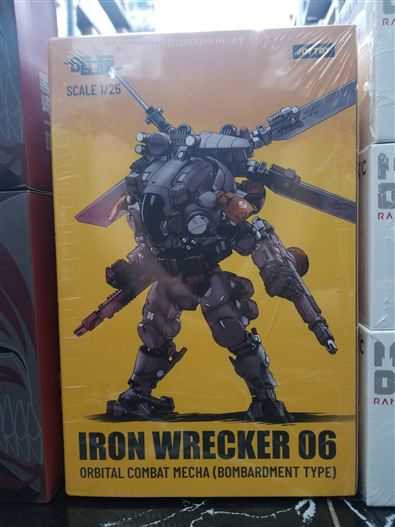 SCALE 1/25
JOYTOY
IRON WRECKER 06
ORBITAL COMBAT MECHA (BOMBARDMENT TYPE)